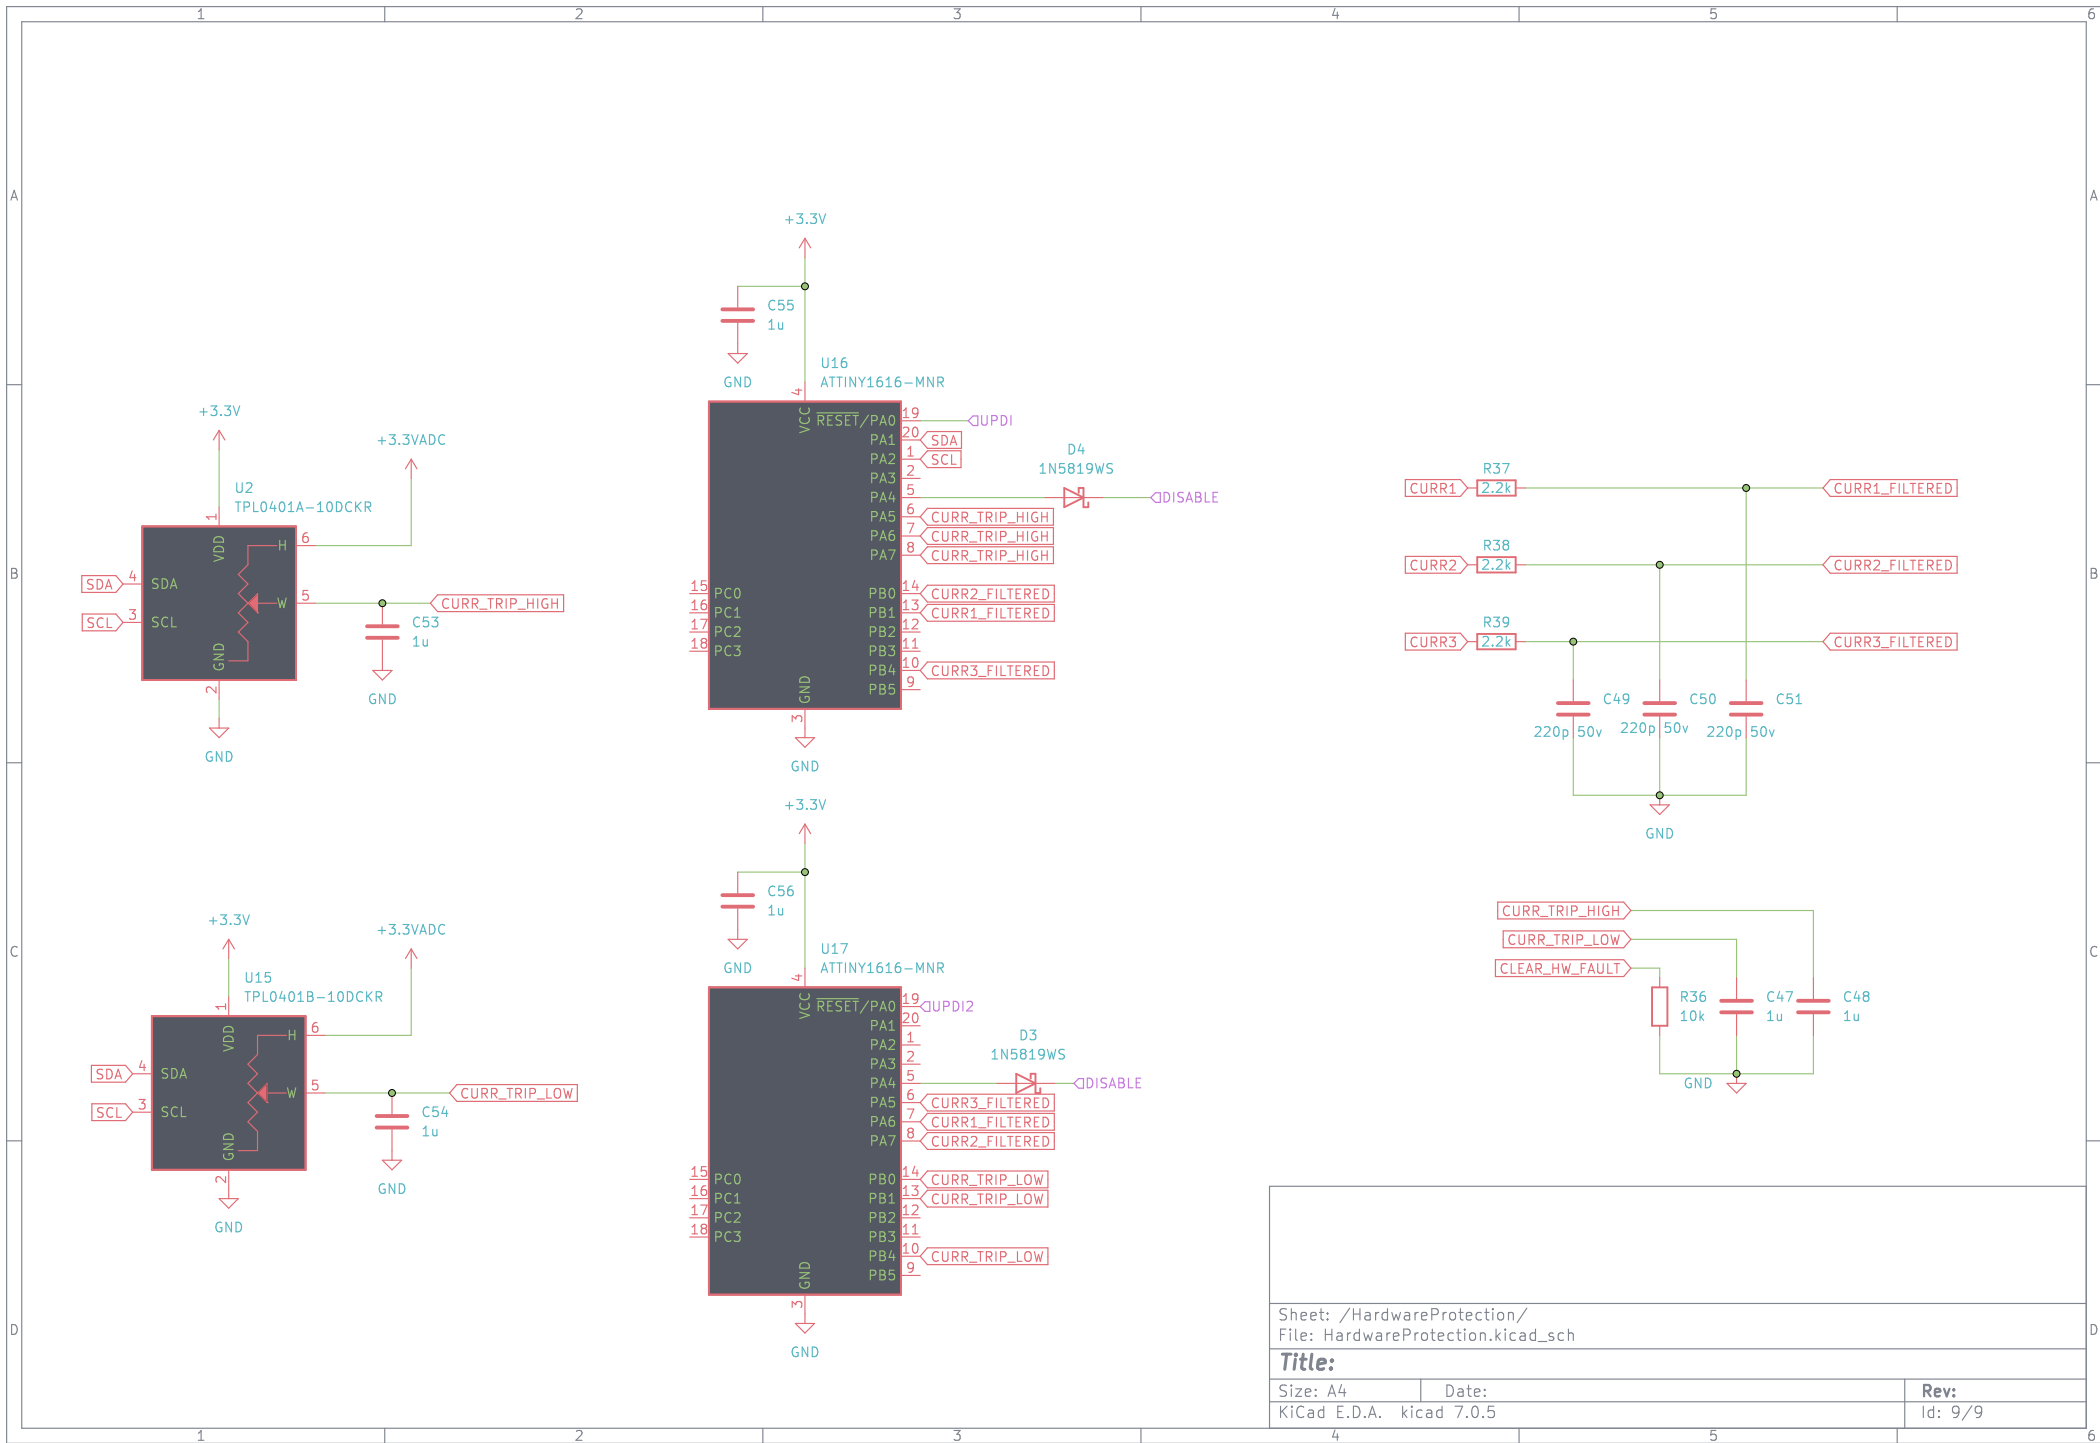 1 2 3 4 5 6
A A
B B
C C
D D
+3.3V
C55
1u
GND
U16
ATTINY1616-MNR
4
VCC
RESET/PA0 19 UPDI
PA1 20 SDA
PA2 1 SCL
PA3 2
PA4 5
D4
1N5819WS
DISABLE
PA5 6 CURR_TRIP_HIGH
PA6 7 CURR_TRIP_HIGH
PA7 8 CURR_TRIP_HIGH
15 PC0
16 PC1
17 PC2
18 PC3
PB0 14 CURR2_FILTERED
PB1 13 CURR1_FILTERED
PB2 12
PB3 11
PB4 10 CURR3_FILTERED
PB5 9
GND
3
GND
+3.3V
+3.3VADC
U2
TPL0401A-10DCKR
1
VDD
H 6
SDA 4 SDA
W 5 CURR_TRIP_HIGH
SCL 3 SCL
C53
1u
GND
GND
2
GND
CURR1 R37 2.2k CURR1_FILTERED
CURR2 R38 2.2k CURR2_FILTERED
CURR3 R39 2.2k CURR3_FILTERED
C49 C50 C51
220p 50v 220p 50v 220p 50v
GND
+3.3V
C56
1u
GND
U17
ATTINY1616-MNR
4
VCC
RESET/PA0 19 UPDI2
PA1 20
PA2 1
PA3 2
PA4 5
D3
1N5819WS
DISABLE
PA5 6 CURR3_FILTERED
PA6 7 CURR1_FILTERED
PA7 8 CURR2_FILTERED
15 PC0
16 PC1
17 PC2
18 PC3
PB0 14 CURR_TRIP_LOW
PB1 13 CURR_TRIP_LOW
PB2 12
PB3 11
PB4 10 CURR_TRIP_LOW
PB5 9
GND
3
GND
+3.3V
+3.3VADC
U15
TPL0401B-10DCKR
1
VDD
H 6
SDA 4 SDA
W 5 CURR_TRIP_LOW
SCL 3 SCL
C54
1u
GND
GND
2
GND
CURR_TRIP_HIGH
CURR_TRIP_LOW
CLEAR_HW_FAULT
R36 C47 C48
10k 1u 1u
GND
Sheet: /HardwareProtection/
File: HardwareProtection.kicad_sch
Title:
Size: A4 Date: Rev:
KiCad E.D.A. kicad 7.0.5 Id: 9/9
1 2 3 4 5 6